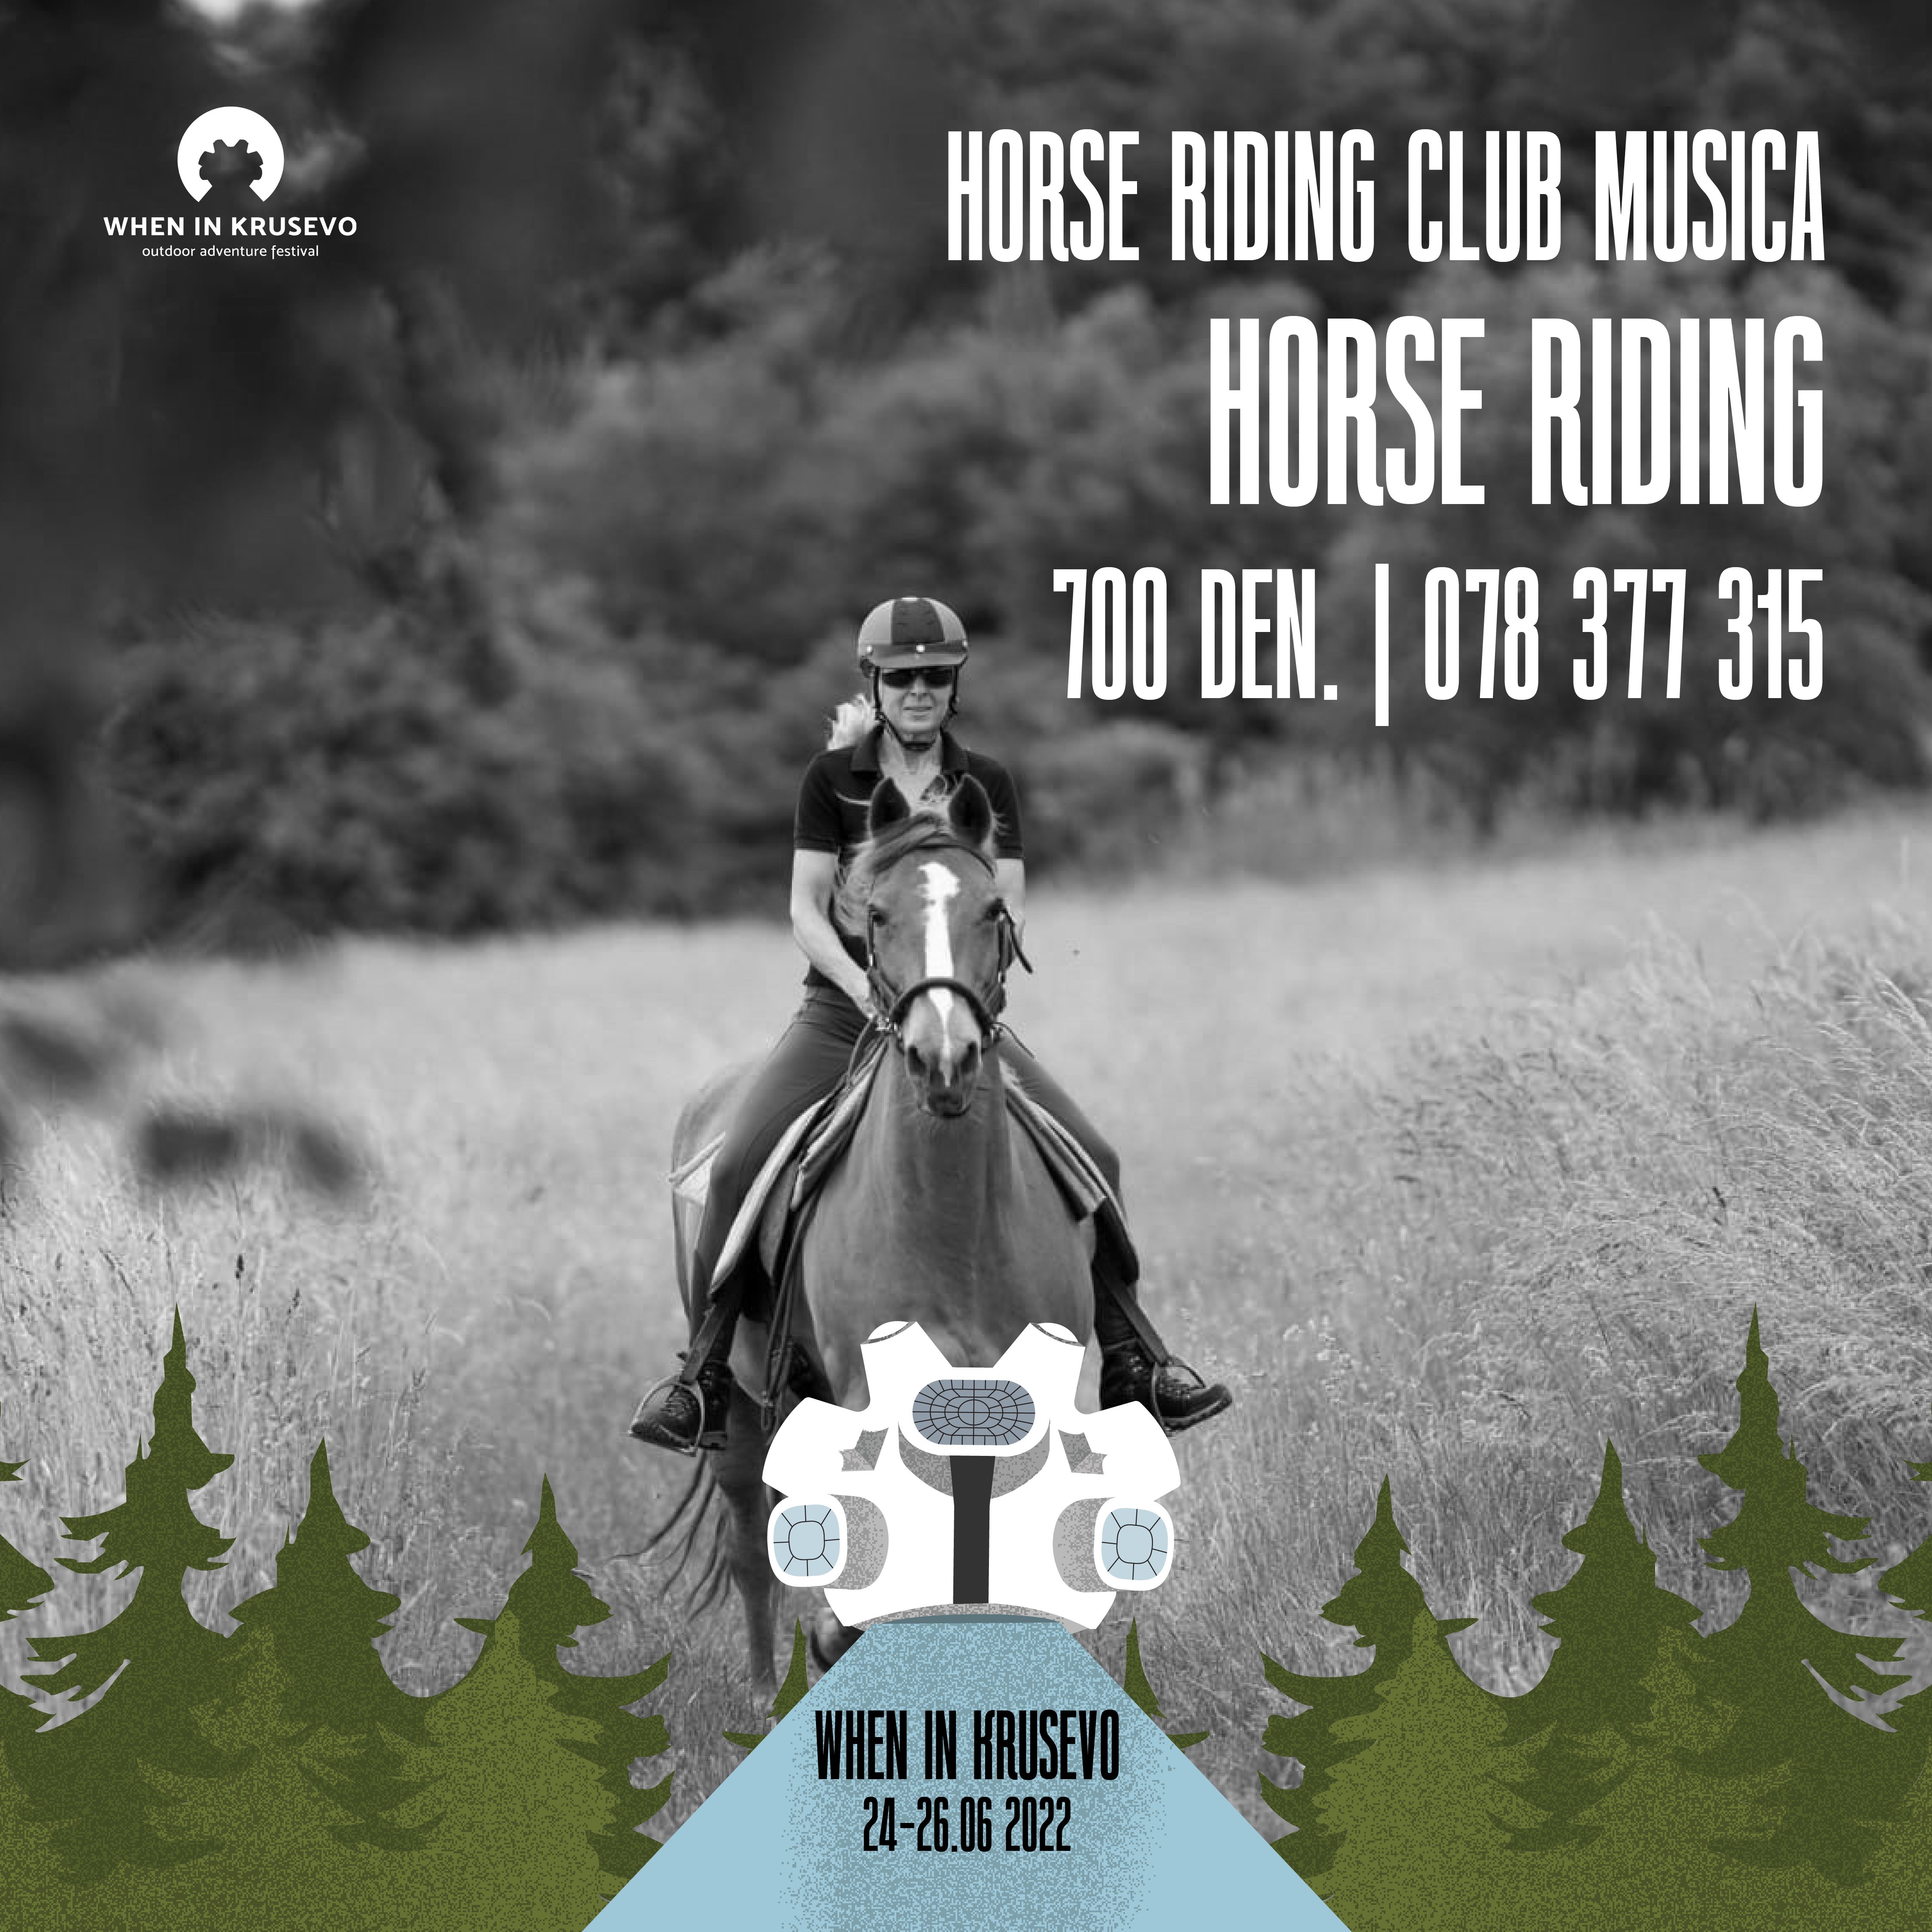 WHEN IN KRUSEVO
outdoor adventure festival
HORSE RIDING CLUB MUSICA
HORSE RIDING
700 DEN. | 078 377 315
WHEN IN KRUSEVO
24-26.06 2022